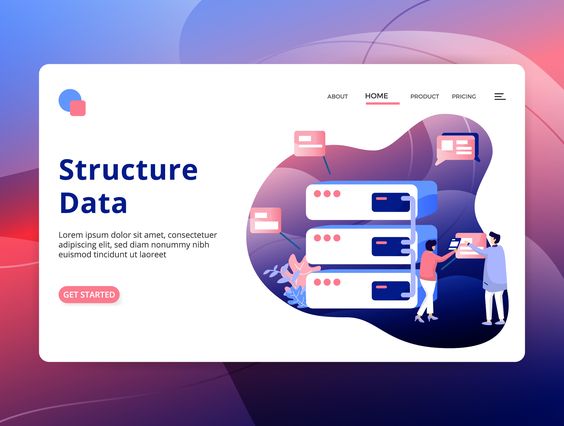 ABOUT HOME PRODUCT PRICING
Structure
Data
Lorem ipsum dolor sit amet, consectetuer
adipiscing elit, sed diam nonummy nibh
euismod tincidunt ut laoreet
GET STARTED